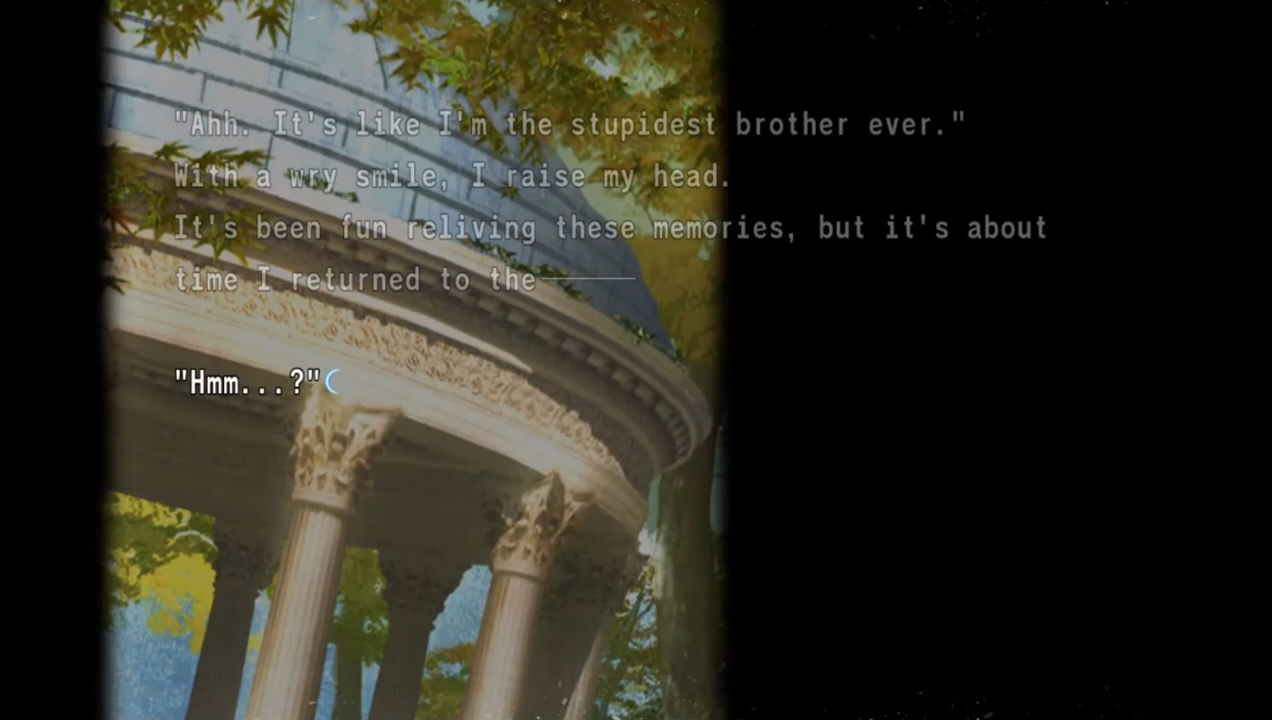 "Ahh. It's like I'm the stupidest brother ever."
With a wry smile, I raise my head.
It's been fun reliving these memories, but it's about
time I returned to the———
"Hmm...?"